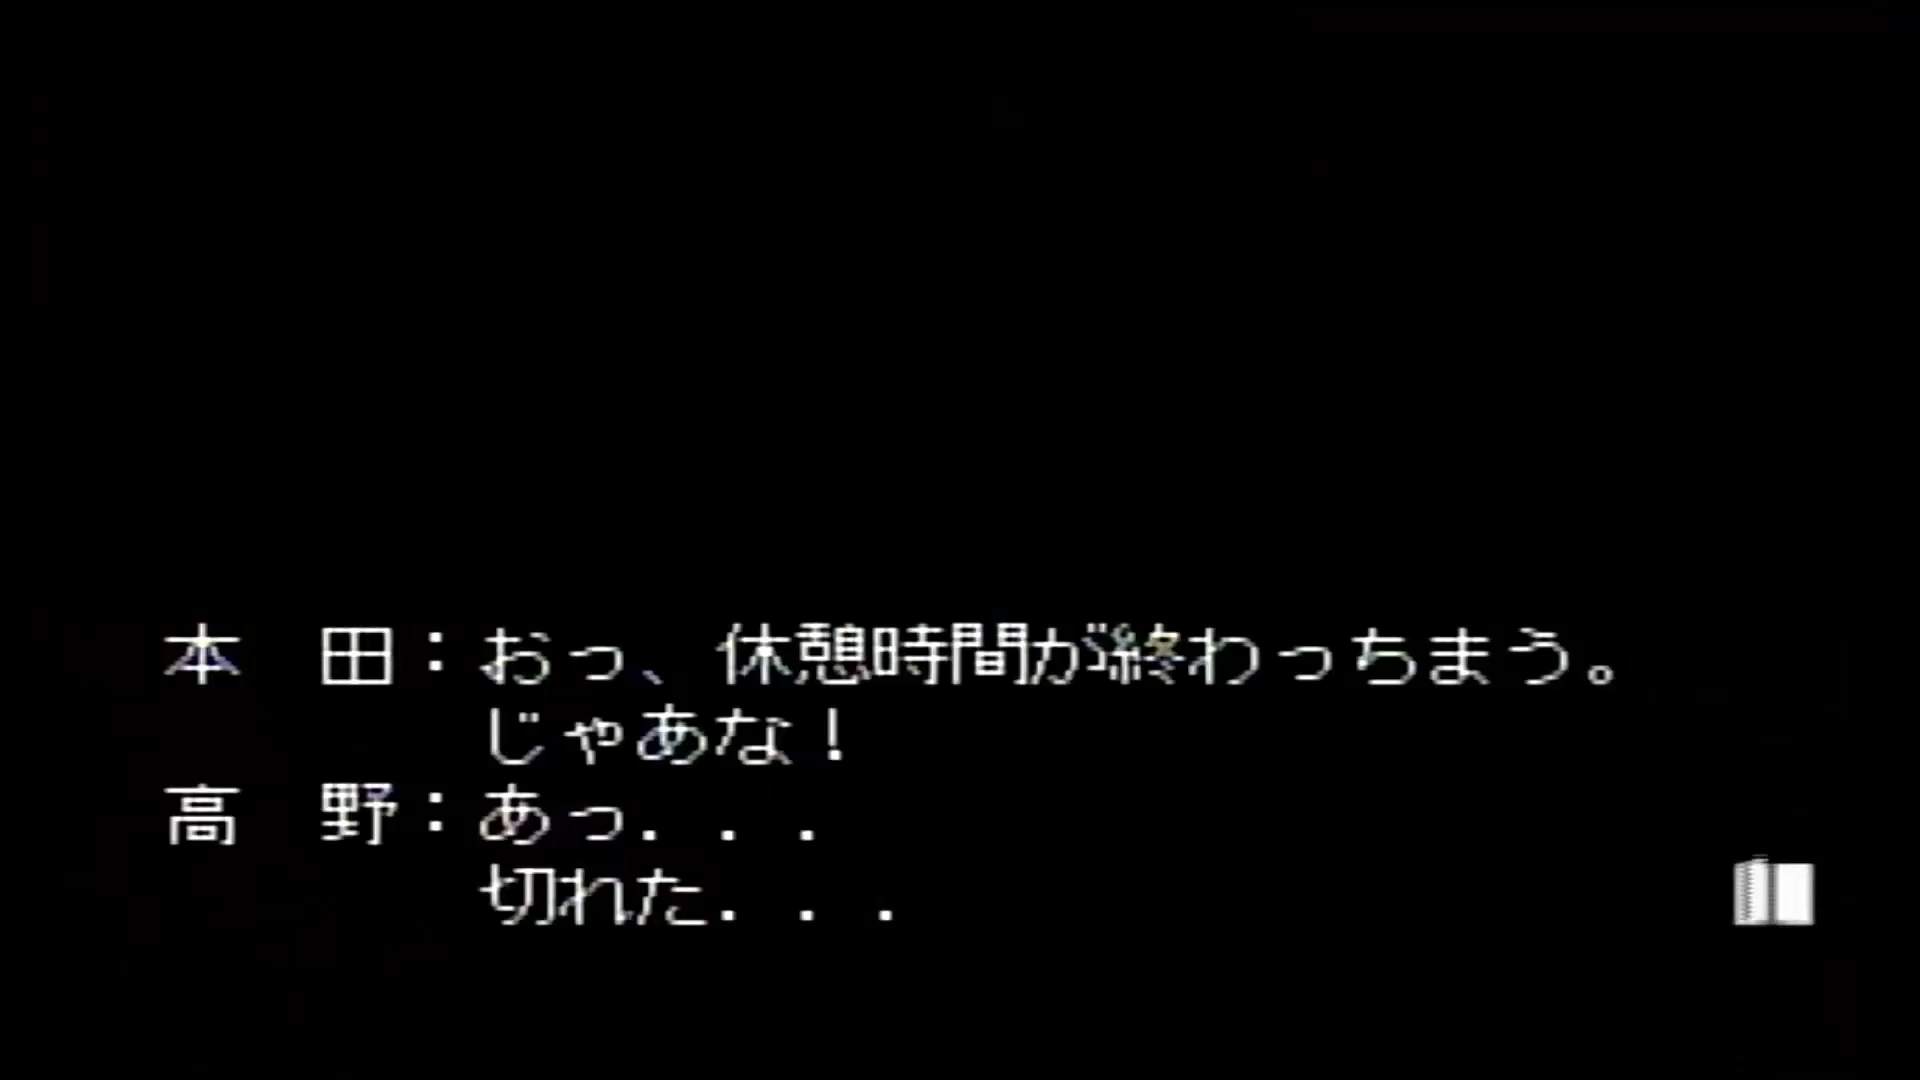 本　田：おっ、休憩時間が終わっちまう。
じゃあな！
高　野：あっ．．．
切れた．．．